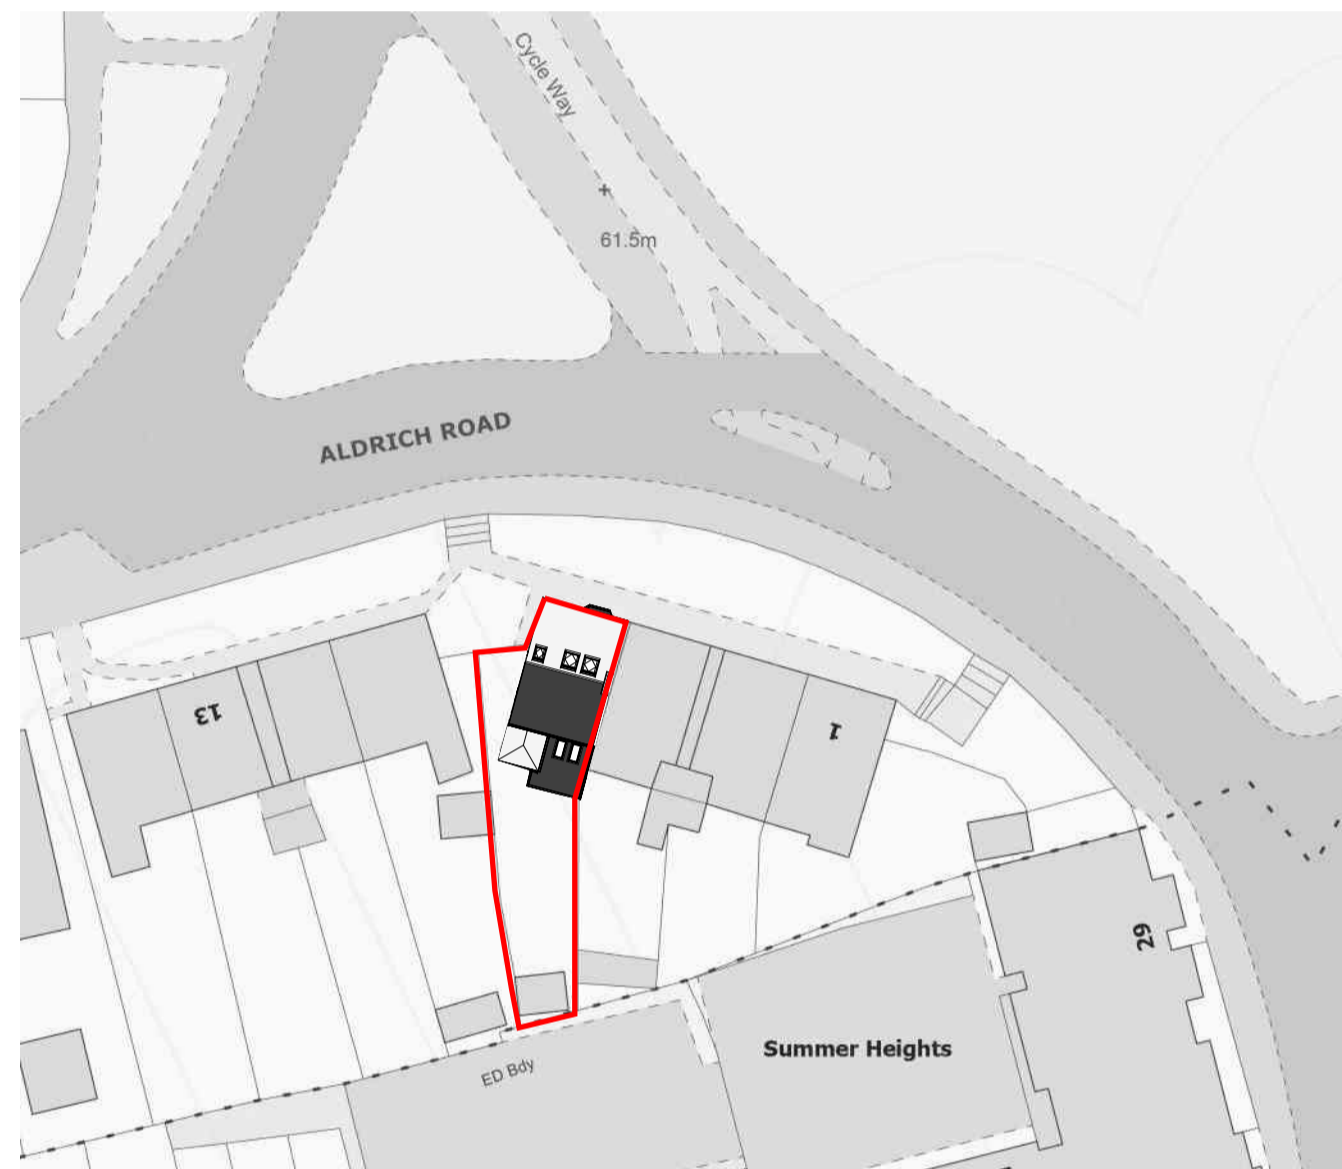 Cycle Way
61.5m
ALDRICH ROAD
13
1
29
Summer Heights
ED Bdy